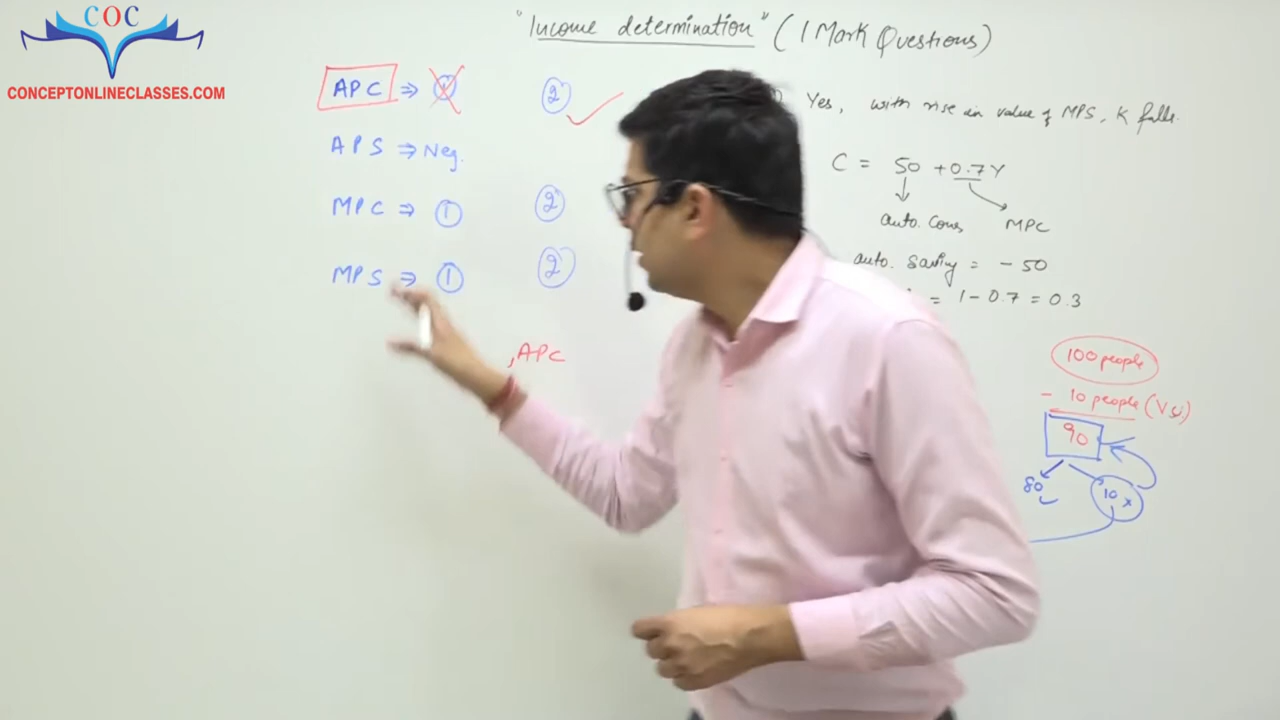 COC
CONCEPTONLINECLASSES.COM
"Income determination" (1 Mark Questions)
APC ⇒ 1 2
APS ⇒ Neg.
MPC ⇒ 1 2
MPS ⇒ 1 2
, APC
Yes, with rise in value of MPS, K falls.
C = 50 + 0.7Y
auto. Cons MPC
auto. Saving = - 50
= 1 - 0.7 = 0.3
100 people
- 10 people (VU)
90
80 10 x